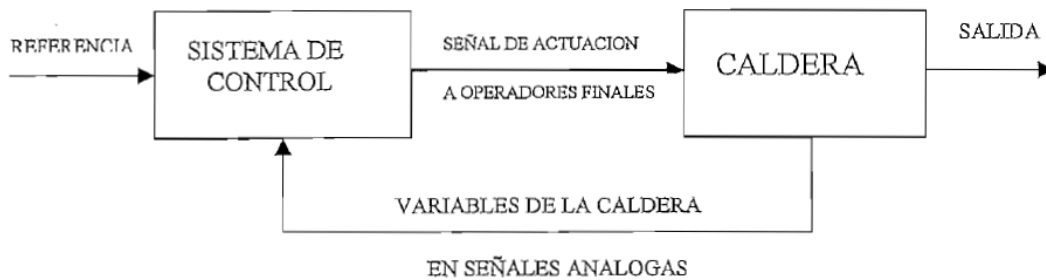 REFERENCIA
SISTEMA DE
CONTROL
SEÑAL DE ACTUACION
A OPERADORES FINALES
CALDERA
SALIDA
VARIABLES DE LA CALDERA
EN SEÑALES ANALOGAS